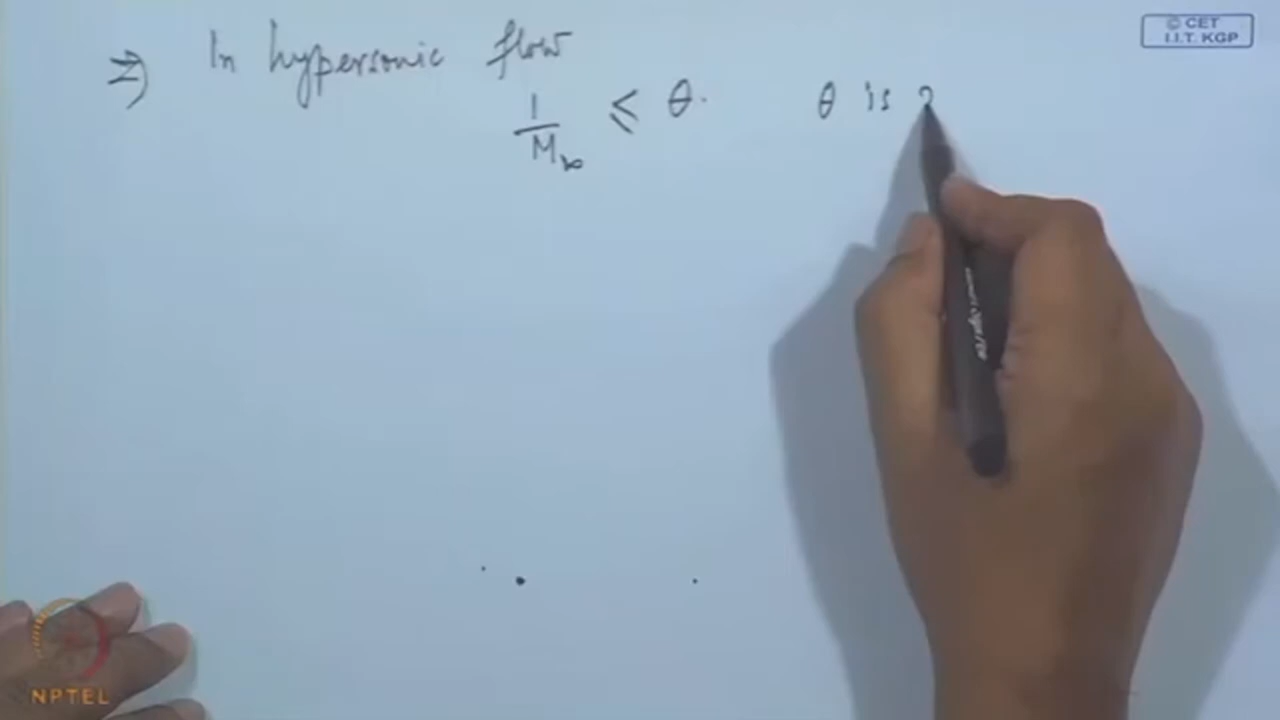 © CET
I.I.T. KGP
⇒) In hypersonic flow
1/M∞ ≤ θ. θ is
NPTEL